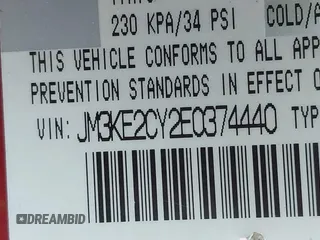 230 KPA/34 PSI COLD/A
THIS VEHICLE CONFORMS TO ALL APP
PREVENTION STANDARDS IN EFFECT O
VIN: JM3KE2CY2E0374440 TYP
DREAMBID